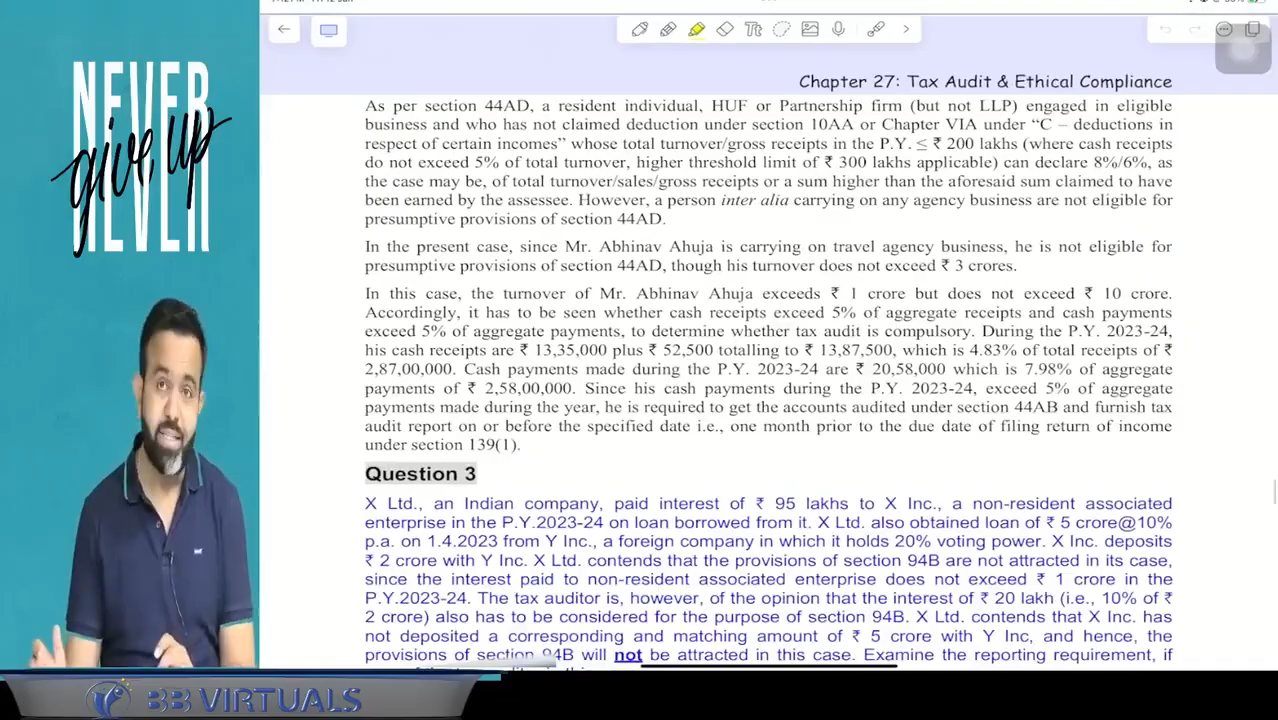 NEVER
give up
NEVER
Chapter 27: Tax Audit & Ethical Compliance
As per section 44AD, a resident individual, HUF or Partnership firm (but not LLP) engaged in eligible
business and who has not claimed deduction under section 10AA or Chapter VIA under “C – deductions in
respect of certain incomes” whose total turnover/gross receipts in the P.Y. ≤ ₹ 200 lakhs (where cash receipts
do not exceed 5% of total turnover, higher threshold limit of ₹ 300 lakhs applicable) can declare 8%/6%, as
the case may be, of total turnover/sales/gross receipts or a sum higher than the aforesaid sum claimed to have
been earned by the assessee. However, a person inter alia carrying on any agency business are not eligible for
presumptive provisions of section 44AD.
In the present case, since Mr. Abhinav Ahuja is carrying on travel agency business, he is not eligible for
presumptive provisions of section 44AD, though his turnover does not exceed ₹ 3 crores.
In this case, the turnover of Mr. Abhinav Ahuja exceeds ₹ 1 crore but does not exceed ₹ 10 crore.
Accordingly, it has to be seen whether cash receipts exceed 5% of aggregate receipts and cash payments
exceed 5% of aggregate payments, to determine whether tax audit is compulsory. During the P.Y. 2023-24,
his cash receipts are ₹ 13,35,000 plus ₹ 52,500 totalling to ₹ 13,87,500, which is 4.83% of total receipts of ₹
2,87,00,000. Cash payments made during the P.Y. 2023-24 are ₹ 20,58,000 which is 7.98% of aggregate
payments of ₹ 2,58,00,000. Since his cash payments during the P.Y. 2023-24, exceed 5% of aggregate
payments made during the year, he is required to get the accounts audited under section 44AB and furnish tax
audit report on or before the specified date i.e., one month prior to the due date of filing return of income
under section 139(1).
Question 3
X Ltd., an Indian company, paid interest of ₹ 95 lakhs to X Inc., a non-resident associated
enterprise in the P.Y.2023-24 on loan borrowed from it. X Ltd. also obtained loan of ₹ 5 crore@10%
p.a. on 1.4.2023 from Y Inc., a foreign company in which it holds 20% voting power. X Inc. deposits
₹ 2 crore with Y Inc. X Ltd. contends that the provisions of section 94B are not attracted in its case,
since the interest paid to non-resident associated enterprise does not exceed ₹ 1 crore in the
P.Y.2023-24. The tax auditor is, however, of the opinion that the interest of ₹ 20 lakh (i.e., 10% of ₹
2 crore) also has to be considered for the purpose of section 94B. X Ltd. contends that X Inc. has
not deposited a corresponding and matching amount of ₹ 5 crore with Y Inc, and hence, the
provisions of section 94B will not be attracted in this case. Examine the reporting requirement, if
BB VIRTUALS